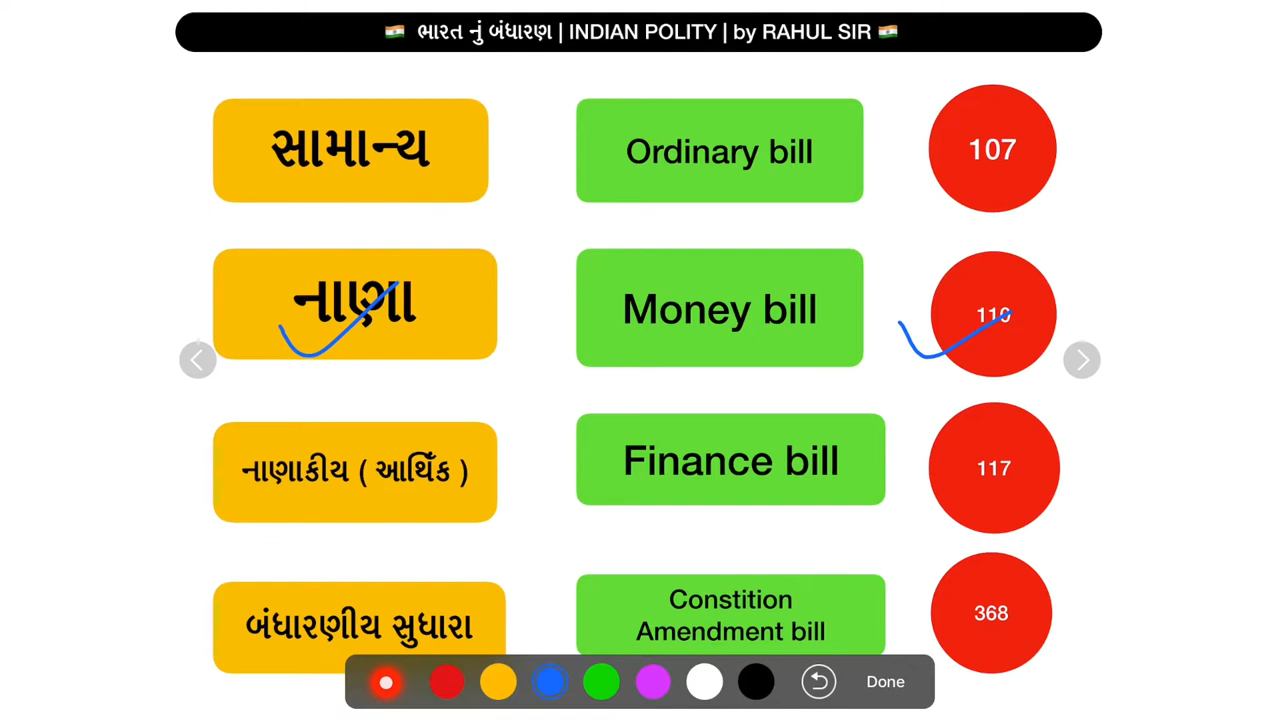 🇮🇳 ભારત નું બંધારણ | INDIAN POLITY | by RAHUL SIR 🇮🇳
સામાન્ય
Ordinary bill
107
નાણા
Money bill
110
નાણાકીય ( આર્થિઁક )
Finance bill
117
બંધારણીય સુધારા
Constition
Amendment bill
368
Done